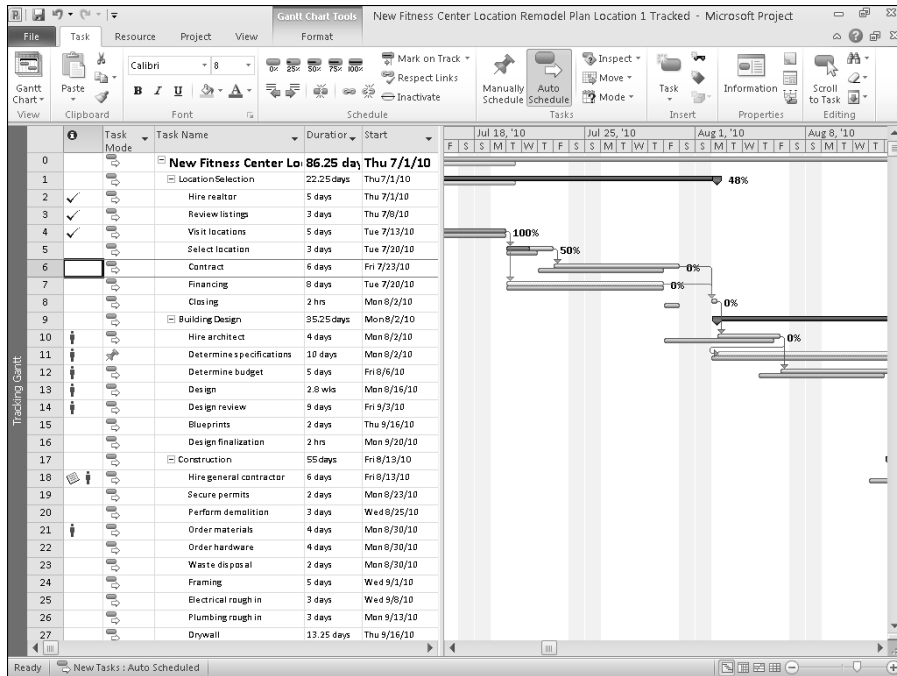 Gantt Chart Tools New Fitness Center Location Remodel Plan Location 1 Tracked - Microsoft Project
File Task Resource Project View Format
Calibri 8
0% 25% 50% 75% 100%
Mark on Track
Respect Links
Inactivate
B I U A
Gantt Chart
Paste
Manually Schedule
Auto Schedule
Inspect
Move
Mode
Task
Information
Scroll to Task
View Clipboard Font Schedule Tasks Insert Properties Editing
Task Mode Task Name Duration Start
Jul 18, '10 Jul 25, '10 Aug 1, '10 Aug 8, '10
F S S M T W T F S S M T W T F S S M T W T F S S M T W T
0 New Fitness Center Lo 86.25 day Thu 7/1/10
1 Location Selection 22.25 days Thu 7/1/10 48%
2 Hire realtor 5 days Thu 7/1/10
3 Review listings 3 days Thu 7/8/10
4 Visit locations 5 days Tue 7/13/10 100%
5 Select location 3 days Tue 7/20/10 50%
6 Contract 6 days Fri 7/23/10 0%
7 Financing 8 days Tue 7/20/10 0%
8 Closing 2 hrs Mon 8/2/10 0%
9 Building Design 35.25 days Mon 8/2/10
10 Hire architect 4 days Mon 8/2/10 0%
11 Determine specifications 10 days Mon 8/2/10
12 Determine budget 5 days Fri 8/6/10
13 Design 2.8 wks Mon 8/16/10
14 Design review 9 days Fri 9/3/10
15 Blueprints 2 days Thu 9/16/10
16 Design finalization 2 hrs Mon 9/20/10
17 Construction 55 days Fri 8/13/10
18 Hire general contractor 6 days Fri 8/13/10
19 Secure permits 2 days Mon 8/23/10
20 Perform demolition 3 days Wed 8/25/10
21 Order materials 4 days Mon 8/30/10
22 Order hardware 4 days Mon 8/30/10
23 Waste disposal 2 days Mon 8/30/10
24 Framing 5 days Wed 9/1/10
25 Electrical rough in 3 days Wed 9/8/10
26 Plumbing rough in 3 days Mon 9/13/10
27 Drywall 13.25 days Thu 9/16/10
Tracking Gantt
Ready New Tasks : Auto Scheduled